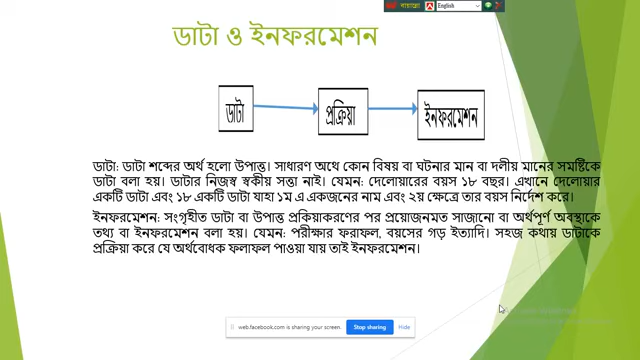 English
ডাটা ও ইনফরমেশন
ডাটা
প্রক্রিয়া
ইনফরমেশন
ডাটা: ডাটা শব্দের অর্থ হলো উপাত্ত। সাধারণ অথে কোন বিষয় বা ঘটনার মান বা দলীয় মানের সমষ্টিকে
ডাটা বলা হয়। ডাটার নিজস্ব স্বকীয় সত্তা নাই। যেমন: দেলোয়ারের বয়স ১৮ বছর। এখানে দেলোয়ার
একটি ডাটা এবং ১৮ একটি ডাটা যাহা ১ম এ একজনের নাম এবং ২য় ক্ষেত্রে তার বয়স নির্দেশ করে।
ইনফরমেশন: সংগৃহীত ডাটা বা উপাত্ত প্রকিয়াকরণের পর প্রয়োজনমত সাজানো বা অর্থপূর্ণ অবস্থাকে
তথ্য বা ইনফরমেশন বলা হয়। যেমন: পরীক্ষার ফরাফল, বয়সের গড় ইত্যাদি। সহজ কথায় ডাটাকে
প্রক্রিয়া করে যে অর্থবোধক ফলাফল পাওয়া যায় তাই ইনফরমেশন।
web.facebook.com is sharing your screen.
Stop sharing
Hide